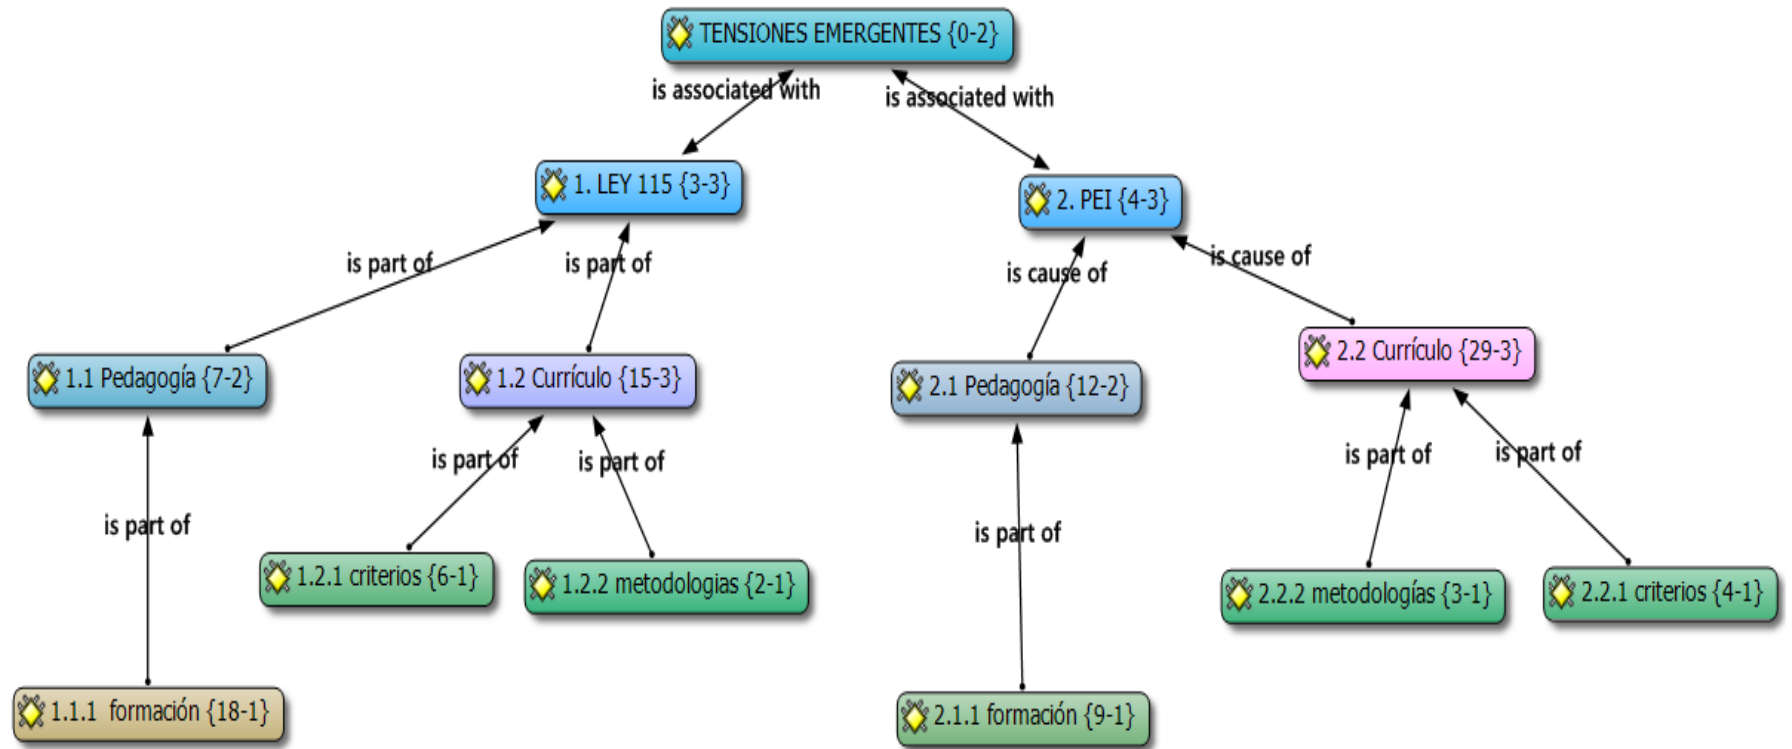 TENSIONES EMERGENTES {0-2}
is associated with
is associated with
1. LEY 115 {3-3}
2. PEI {4-3}
is part of
is part of
is cause of
is cause of
1.1 Pedagogía {7-2}
1.2 Currículo {15-3}
2.1 Pedagogía {12-2}
2.2 Currículo {29-3}
is part of
is part of
is part of
is part of
is part of
is part of
1.2.1 criterios {6-1}
1.2.2 metodologias {2-1}
2.2.2 metodologías {3-1}
2.2.1 criterios {4-1}
1.1.1  formación {18-1}
2.1.1 formación {9-1}